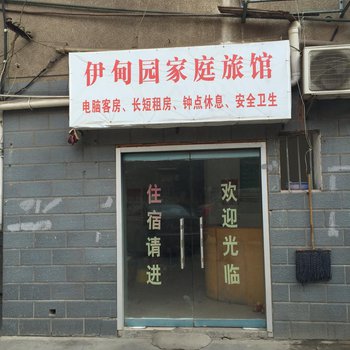 伊甸园家庭旅馆
电脑客房、长短租房、钟点休息、安全卫生
住宿请进
欢迎光临